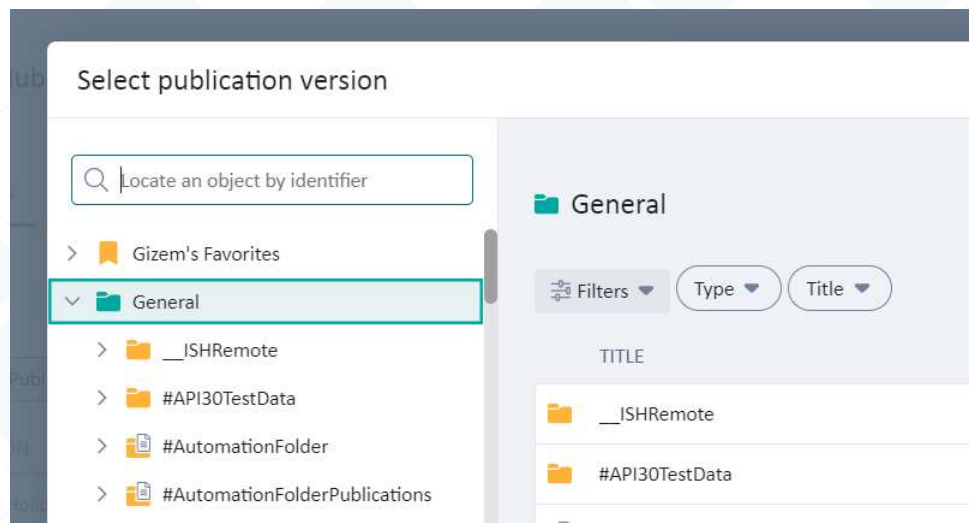 Select publication version
Locate an object by identifier
Gizem's Favorites
General
__ISHRemote
#API30TestData
#AutomationFolder
#AutomationFolderPublications
General
Filters
Type
Title
TITLE
__ISHRemote
#API30TestData